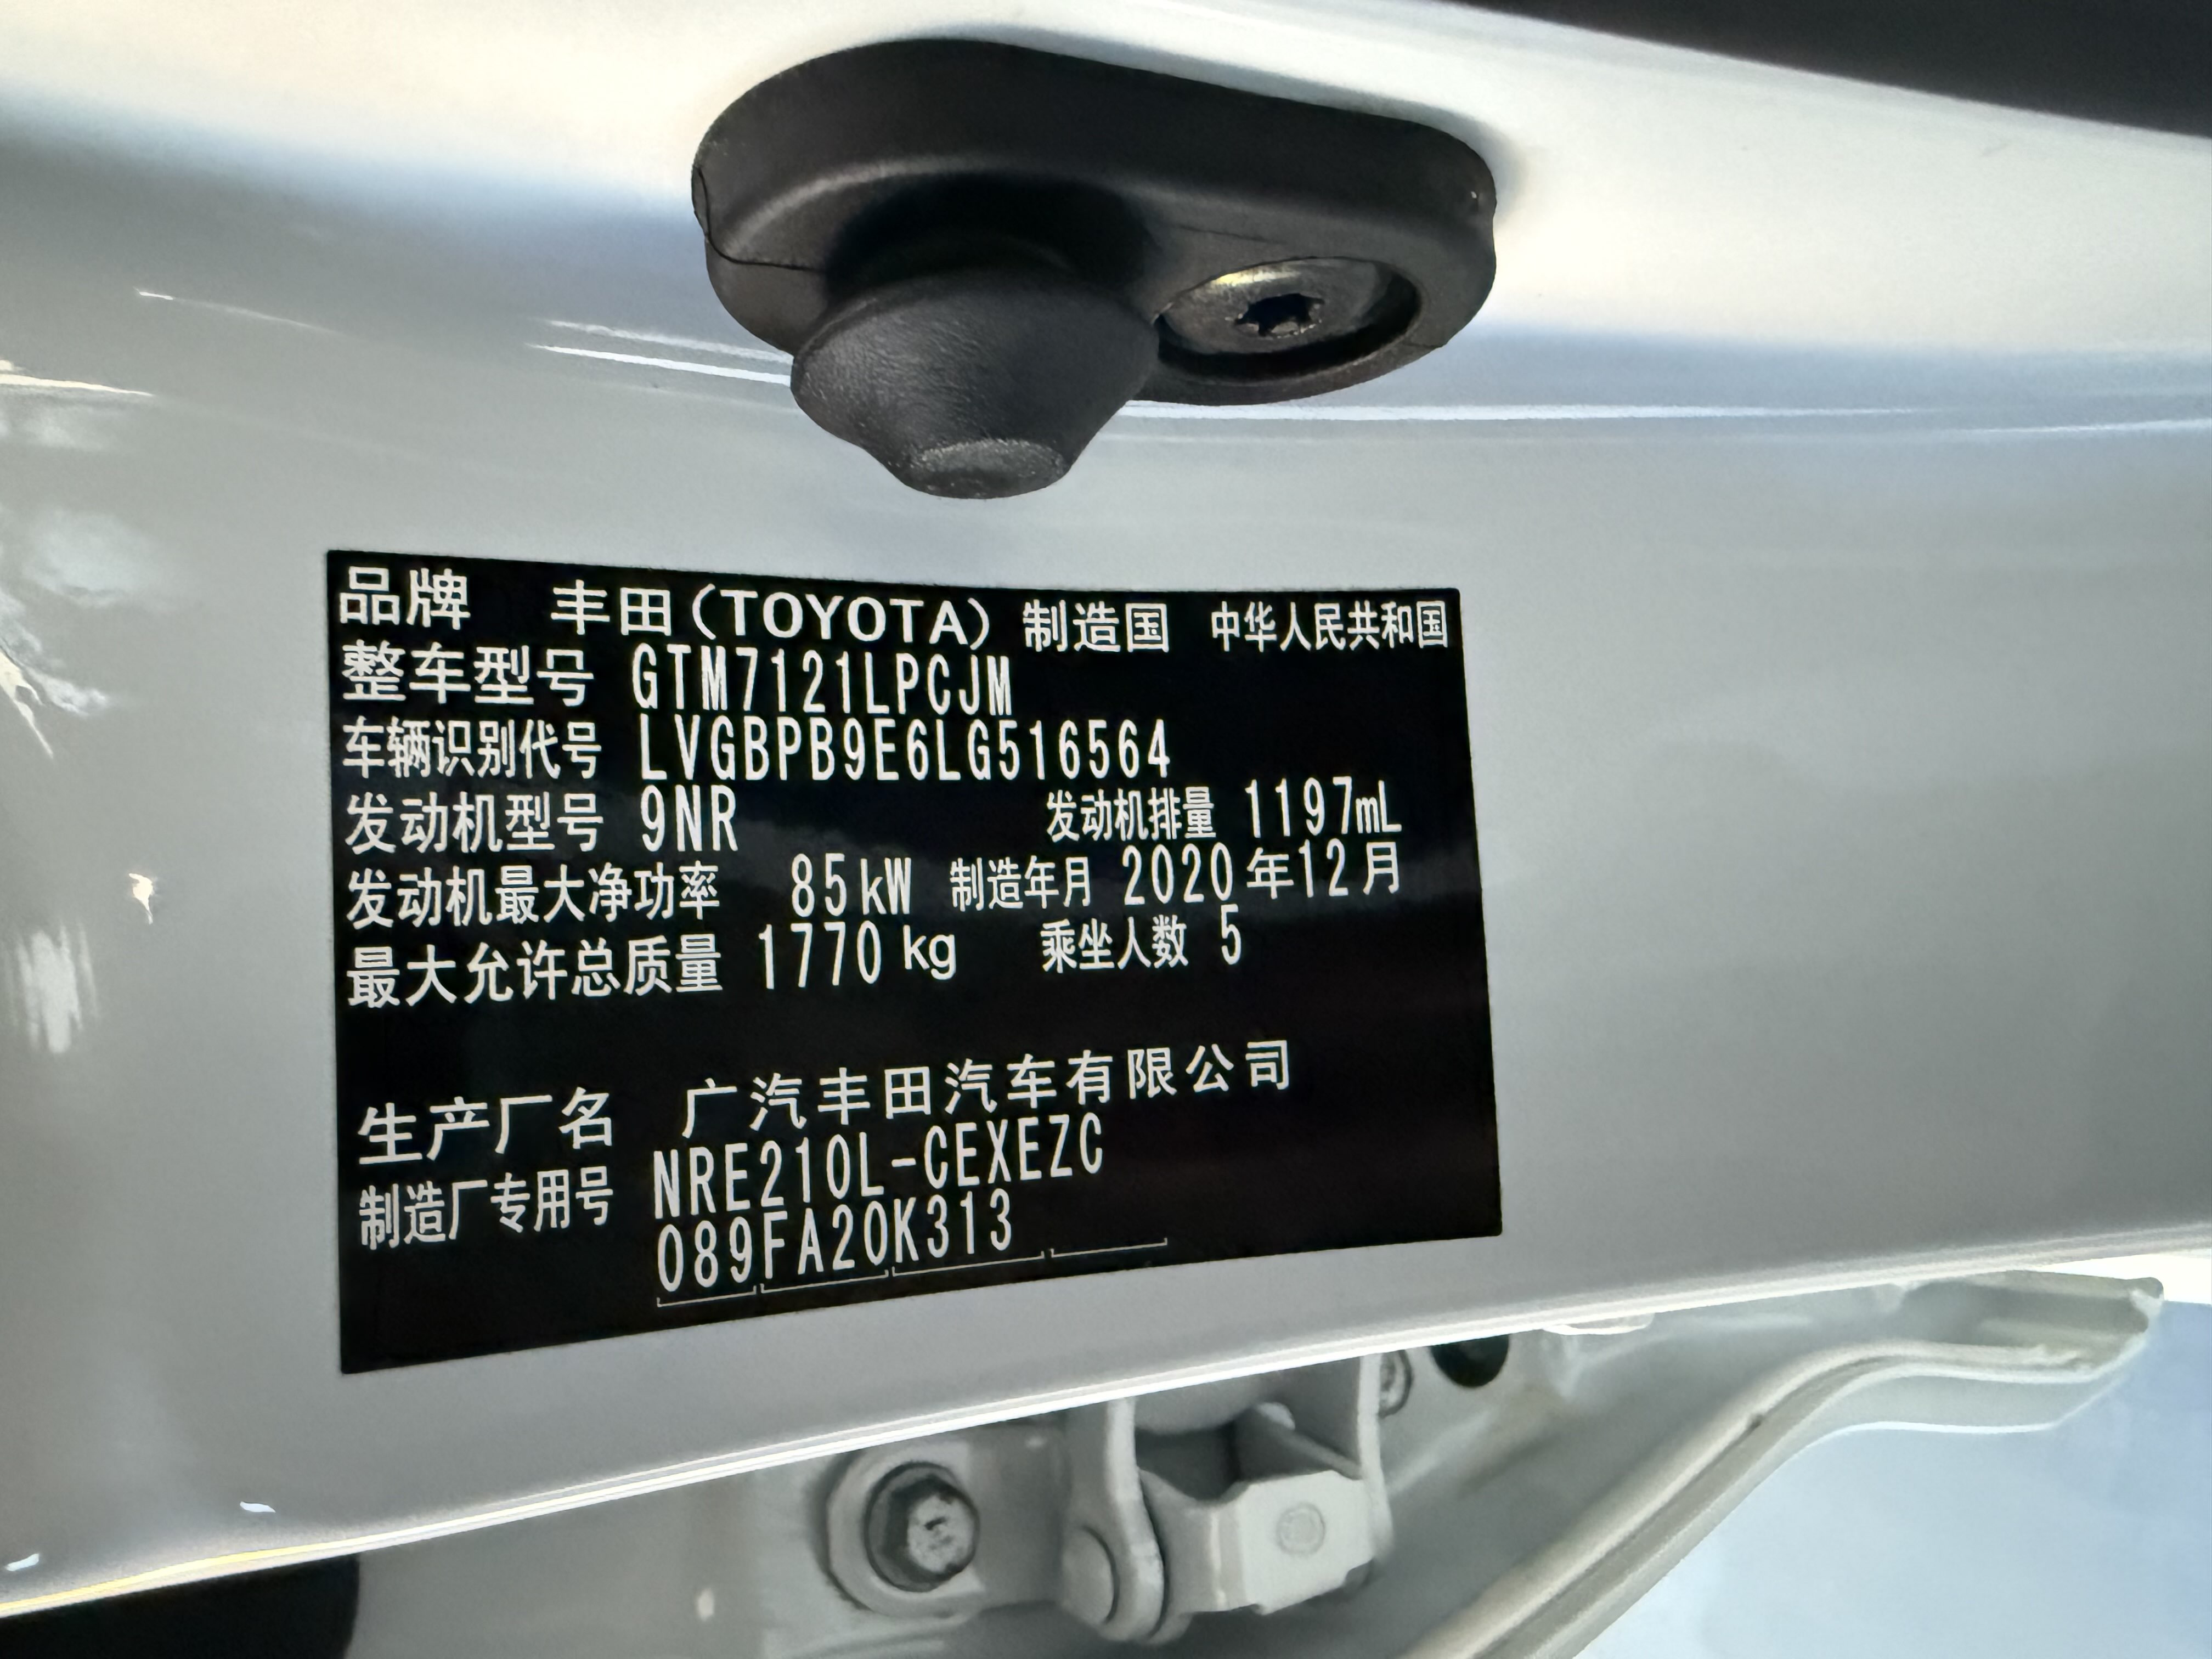 品牌 丰田(TOYOTA) 制造国 中华人民共和国
整车型号 GTM7121LPCJM
车辆识别代号 LVGBPB9E6LG516564
发动机型号 9NR 发动机排量 1197mL
发动机最大净功率 85kW 制造年月 2020年12月
最大允许总质量 1770kg 乘坐人数 5
生产厂名 广汽丰田汽车有限公司
制造厂专用号 NRE210L-CEXEZC
089FA20K313